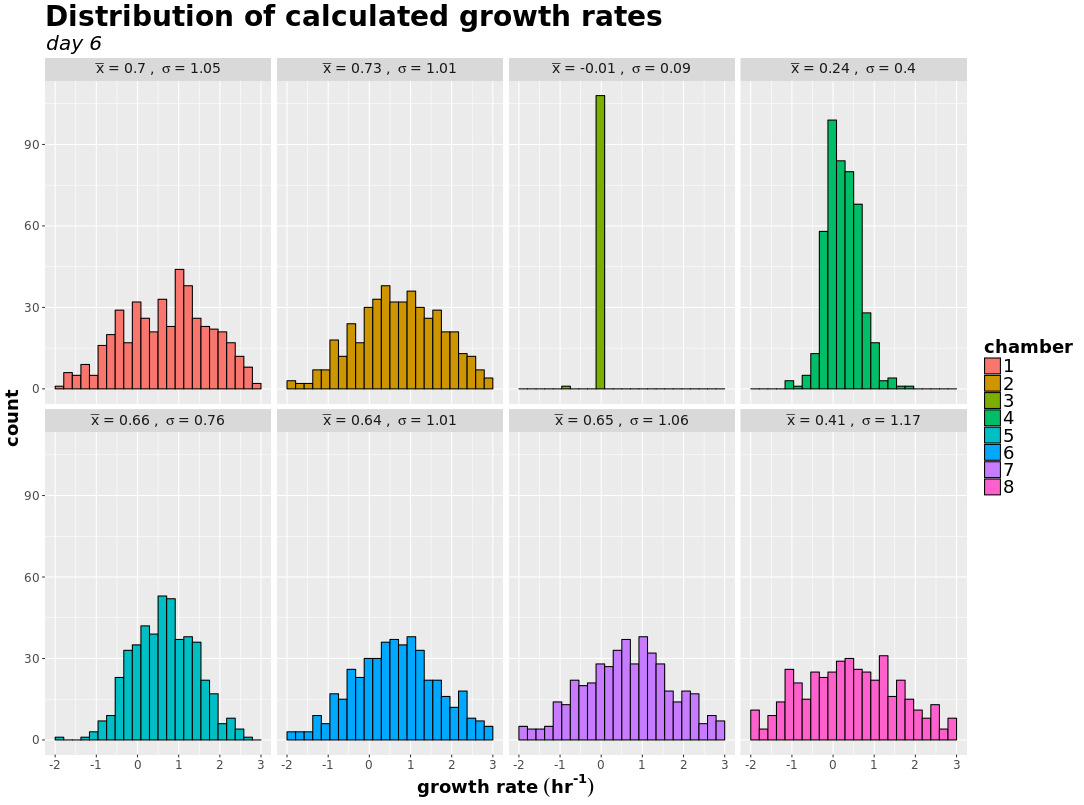 Distribution of calculated growth rates
day 6
x̅ = 0.7 , σ = 1.05
x̅ = 0.73 , σ = 1.01
x̅ = -0.01 , σ = 0.09
x̅ = 0.24 , σ = 0.4
90
60
30
0
x̅ = 0.66 , σ = 0.76
x̅ = 0.64 , σ = 1.01
x̅ = 0.65 , σ = 1.06
x̅ = 0.41 , σ = 1.17
90
60
30
0
-2 -1 0 1 2 3
-2 -1 0 1 2 3
-2 -1 0 1 2 3
-2 -1 0 1 2 3
growth rate (hr⁻¹)
count
chamber
1
2
3
4
5
6
7
8